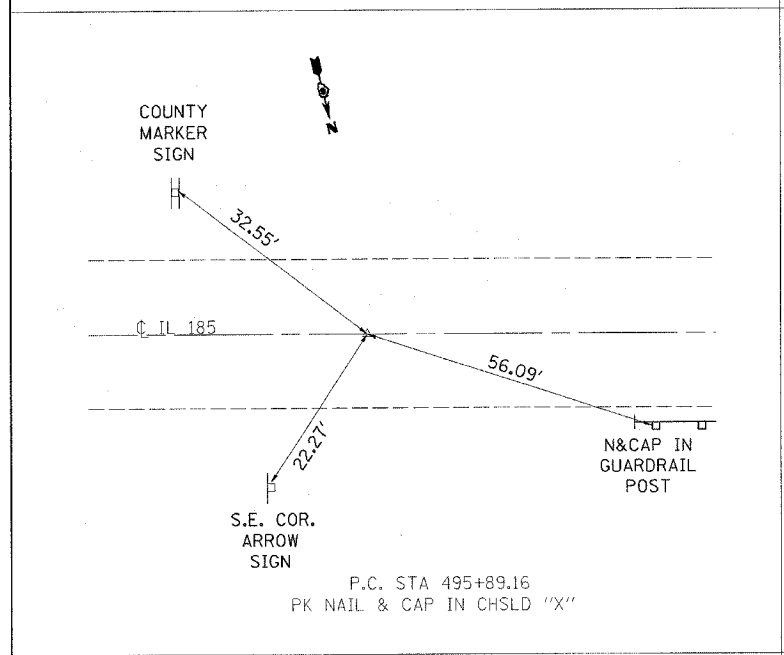 N
COUNTY
MARKER
SIGN
32.55'
℄ IL 185
56.09'
22.27'
N&CAP IN
GUARDRAIL
POST
S.E. COR.
ARROW
SIGN
P.C. STA 495+89.16
PK NAIL & CAP IN CHSLD "X"